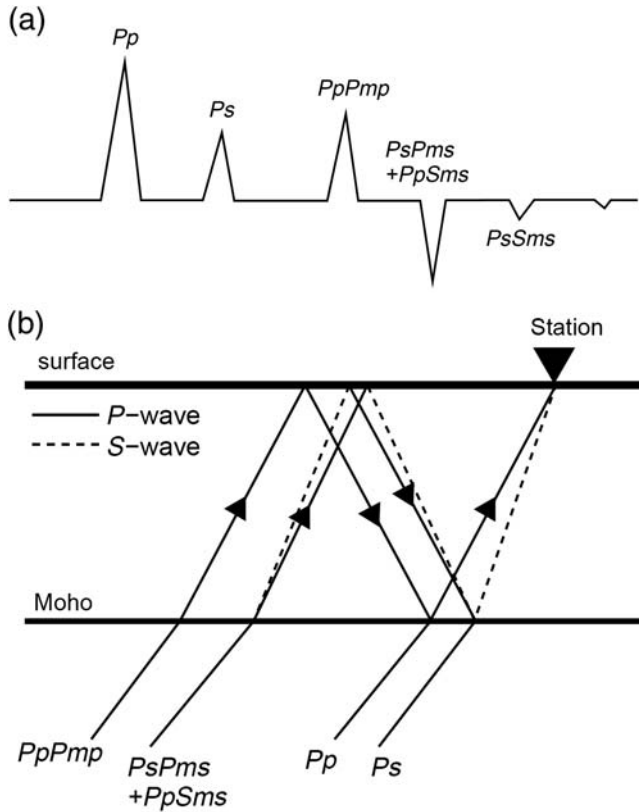 (a)
Pp
Ps
PpPmp
PsPms
+PpSms
PsSms
(b)
Station
surface
P-wave
S-wave
Moho
PpPmp
PsPms
+PpSms
Pp
Ps